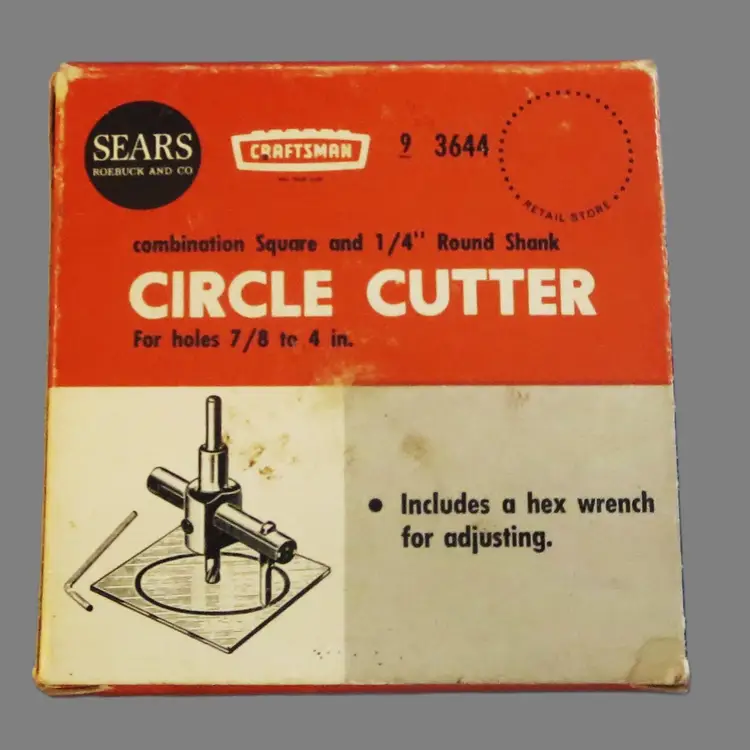 SEARS
ROEBUCK AND CO
CRAFTSMAN
9 3644
RETAIL STORE
combination Square and 1/4" Round Shank
CIRCLE CUTTER
For holes 7/8 to 4 in.
• Includes a hex wrench
for adjusting.